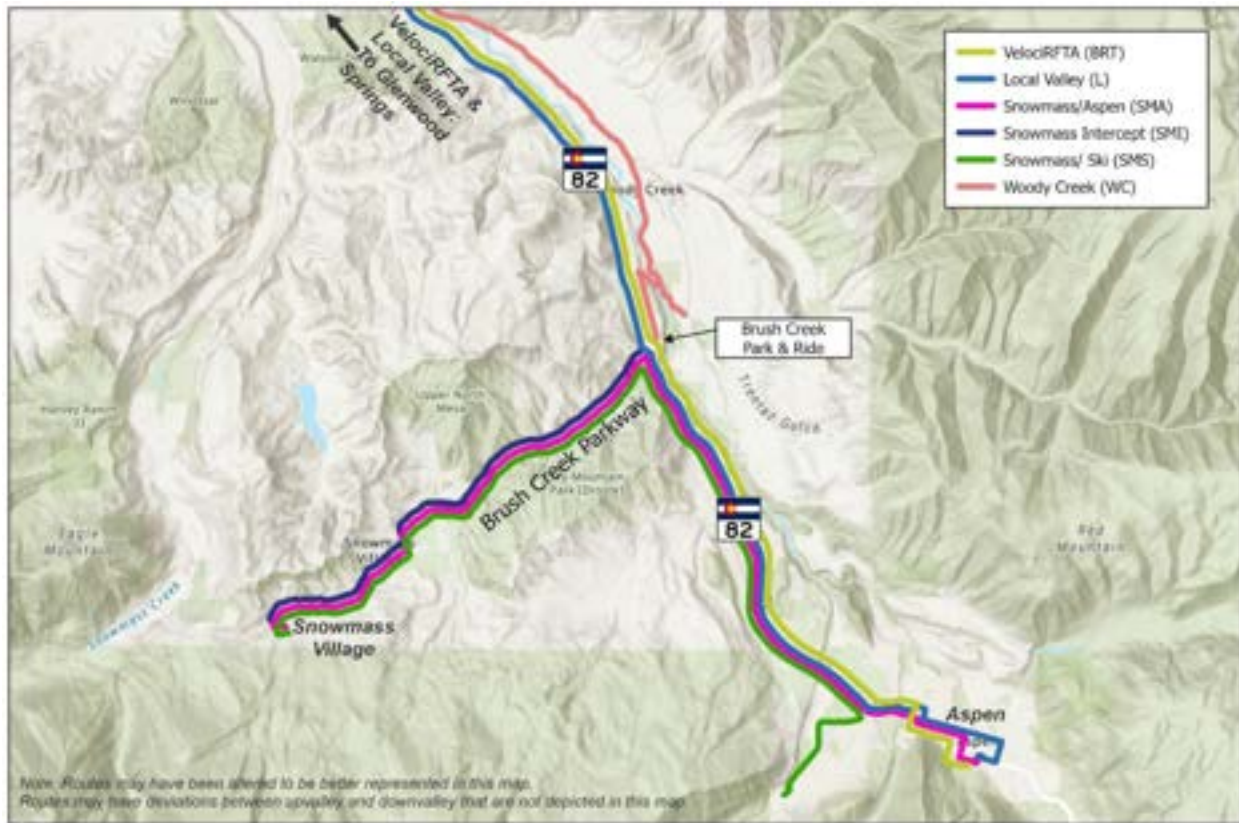 VelociRFTA &
Local Valley:
To Glenwood
Springs
VelociRFTA (BRT)
Local Valley (L)
Snowmass/Aspen (SMA)
Snowmass Intercept (SMI)
Snowmass/ Ski (SMS)
Woody Creek (WC)
82
Creek
Brush Creek
Park & Ride
Upper North
Mesa
Brush Creek Parkway
82
Eagle
Mountain
Red
Mountain
Snowmass Creek
Snowmass
Village
Aspen
Note: Routes may have been altered to be better represented in this map.
Routes may have deviations between upvalley and downvalley that are not depicted in this map